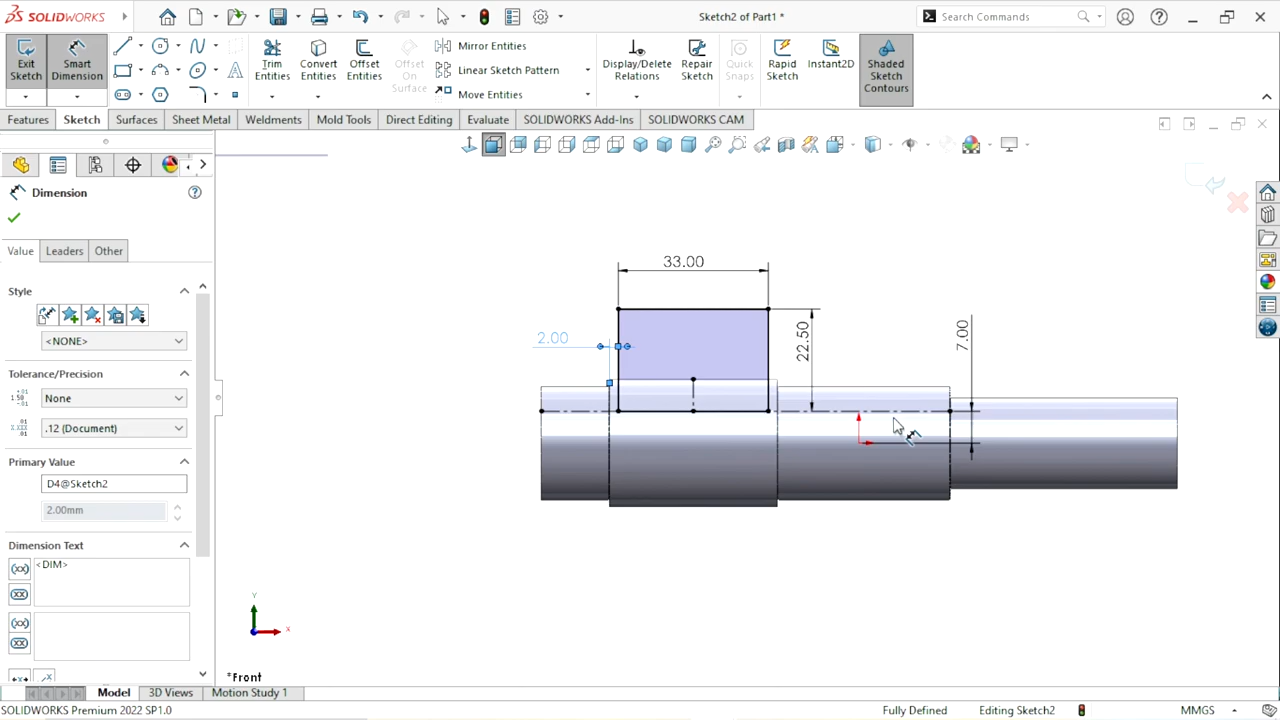 SOLIDWORKS
Sketch2 of Part1 *
Search Commands
Exit Sketch
Smart Dimension
Trim Entities
Convert Entities
Offset Entities
Offset On Surface
Mirror Entities
Linear Sketch Pattern
Move Entities
Display/Delete Relations
Repair Sketch
Quick Snaps
Rapid Sketch
Instant2D
Shaded Sketch Contours
Features
Sketch
Surfaces
Sheet Metal
Weldments
Mold Tools
Direct Editing
Evaluate
SOLIDWORKS Add-Ins
SOLIDWORKS CAM
Dimension
Value
Leaders
Other
Style
<NONE>
Tolerance/Precision
None
.12 (Document)
Primary Value
D4@Sketch2
2.00mm
Dimension Text
<DIM>
33.00
2.00
22.50
7.00
Y
X
*Front
Model
3D Views
Motion Study 1
SOLIDWORKS Premium 2022 SP1.0
Fully Defined
Editing Sketch2
MMGS